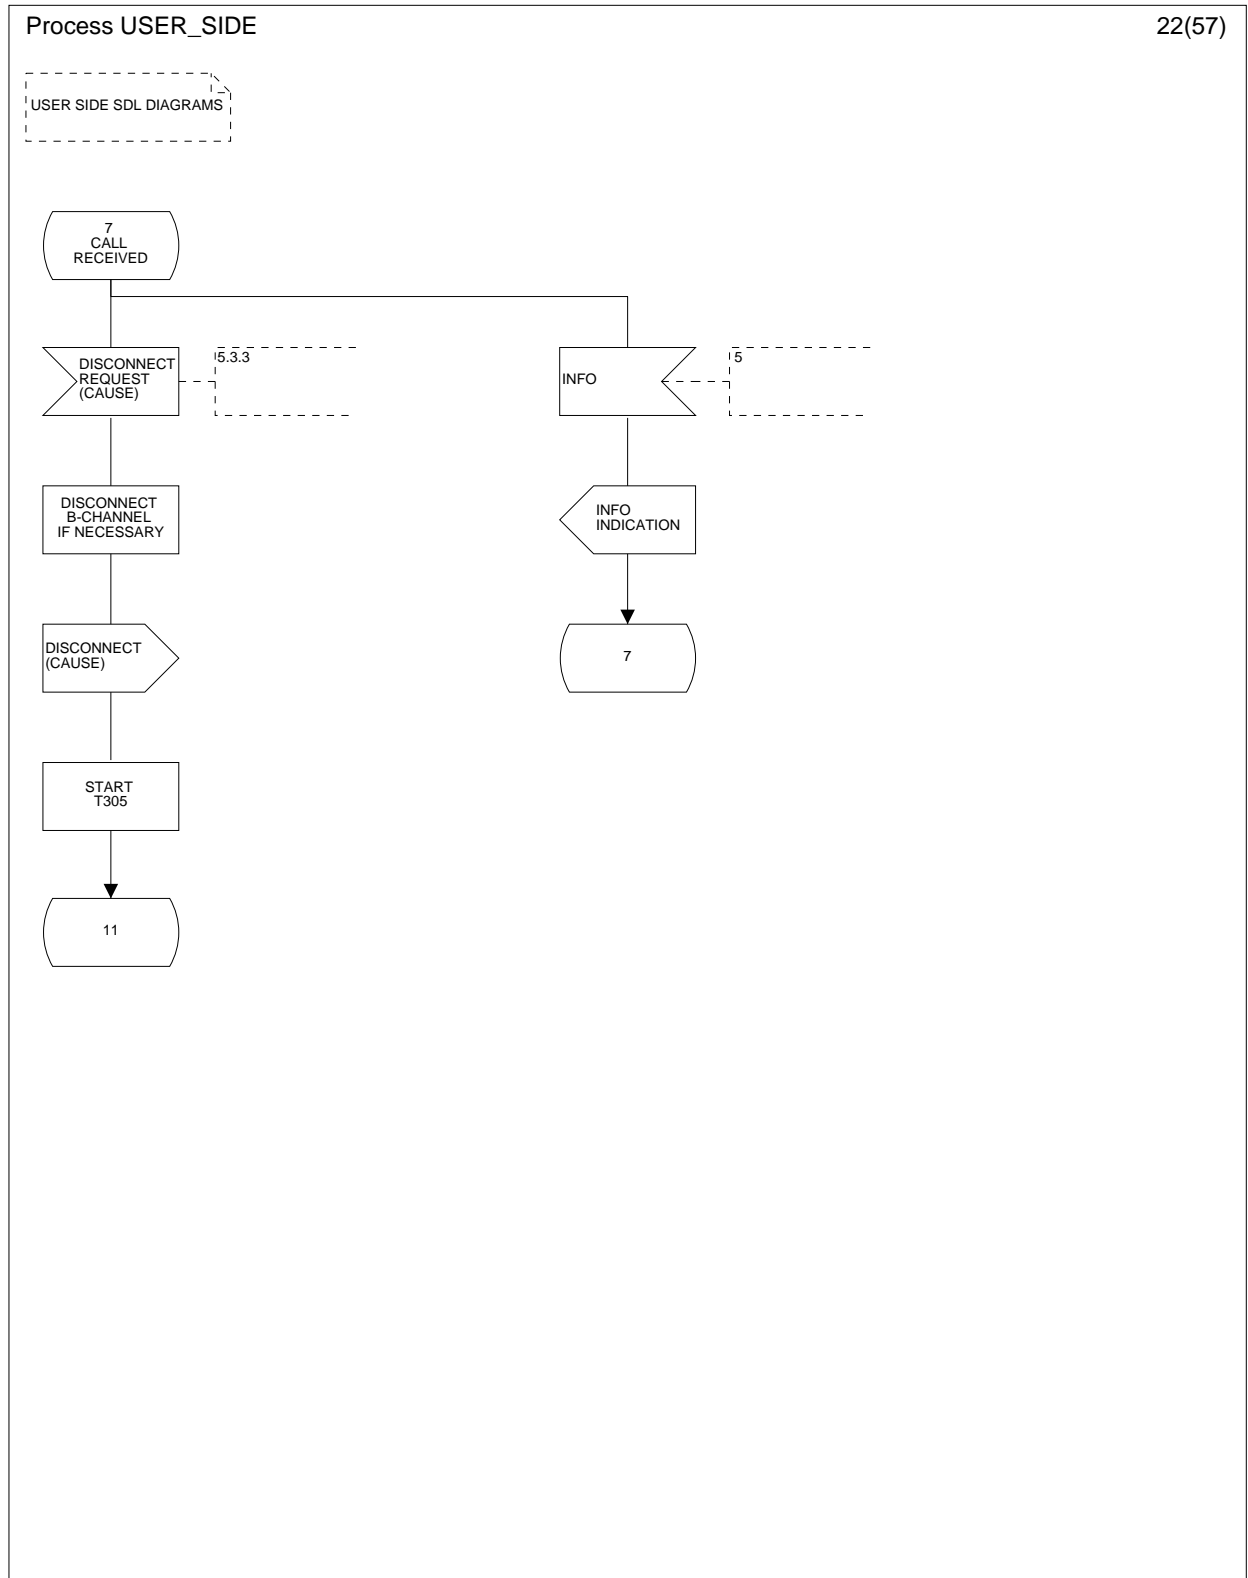 Process USER_SIDE
22(57)
USER SIDE SDL DIAGRAMS
7
CALL
RECEIVED
DISCONNECT
REQUEST
(CAUSE)
5.3.3
INFO
5
DISCONNECT
B-CHANNEL
IF NECESSARY
INFO
INDICATION
DISCONNECT
(CAUSE)
7
START
T305
11